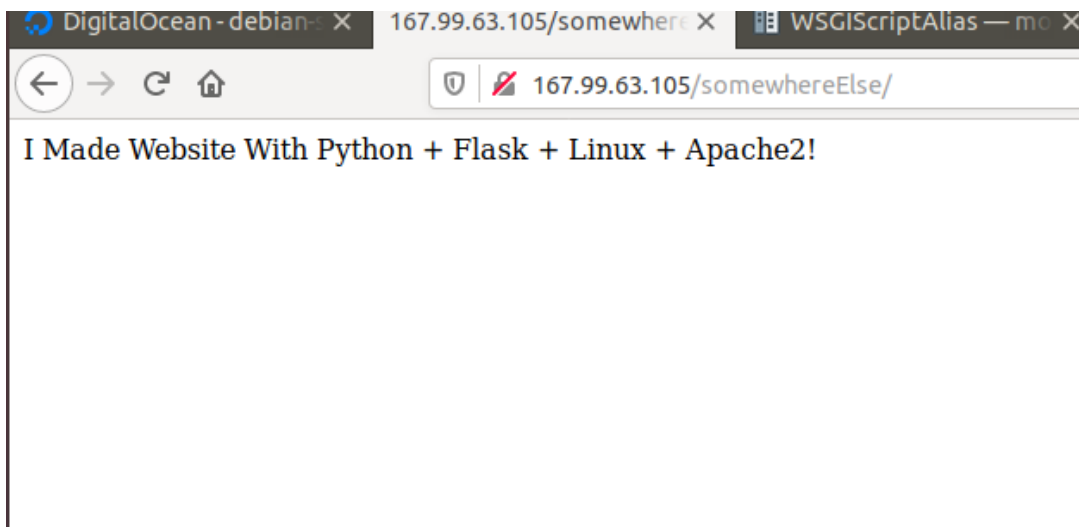 DigitalOcean - debian-s
167.99.63.105/somewhere
WSGIScriptAlias — mo
167.99.63.105/somewhereElse/
I Made Website With Python + Flask + Linux + Apache2!